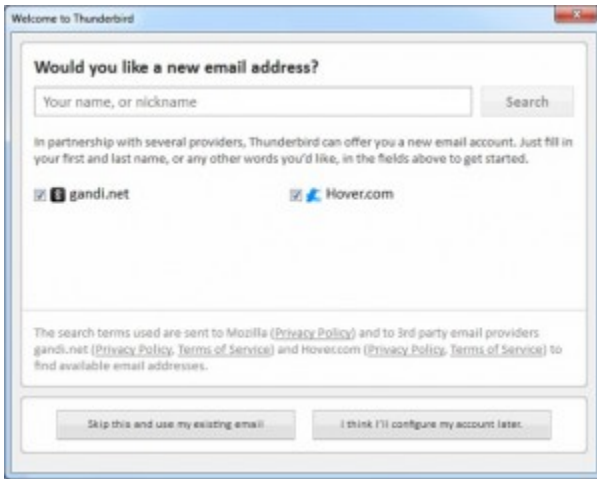 Welcome to Thunderbird
Would you like a new email address?
Your name, or nickname
Search
In partnership with several providers, Thunderbird can offer you a new email account. Just fill in
your first and last name, or any other words you'd like, in the fields above to get started.
gandi.net
Hover.com
The search terms used are sent to Mozilla (Privacy Policy) and to 3rd party email providers
gandi.net (Privacy Policy, Terms of Service) and Hover.com (Privacy Policy, Terms of Service) to
find available email addresses.
Skip this and use my existing email
I think I'll configure my account later.